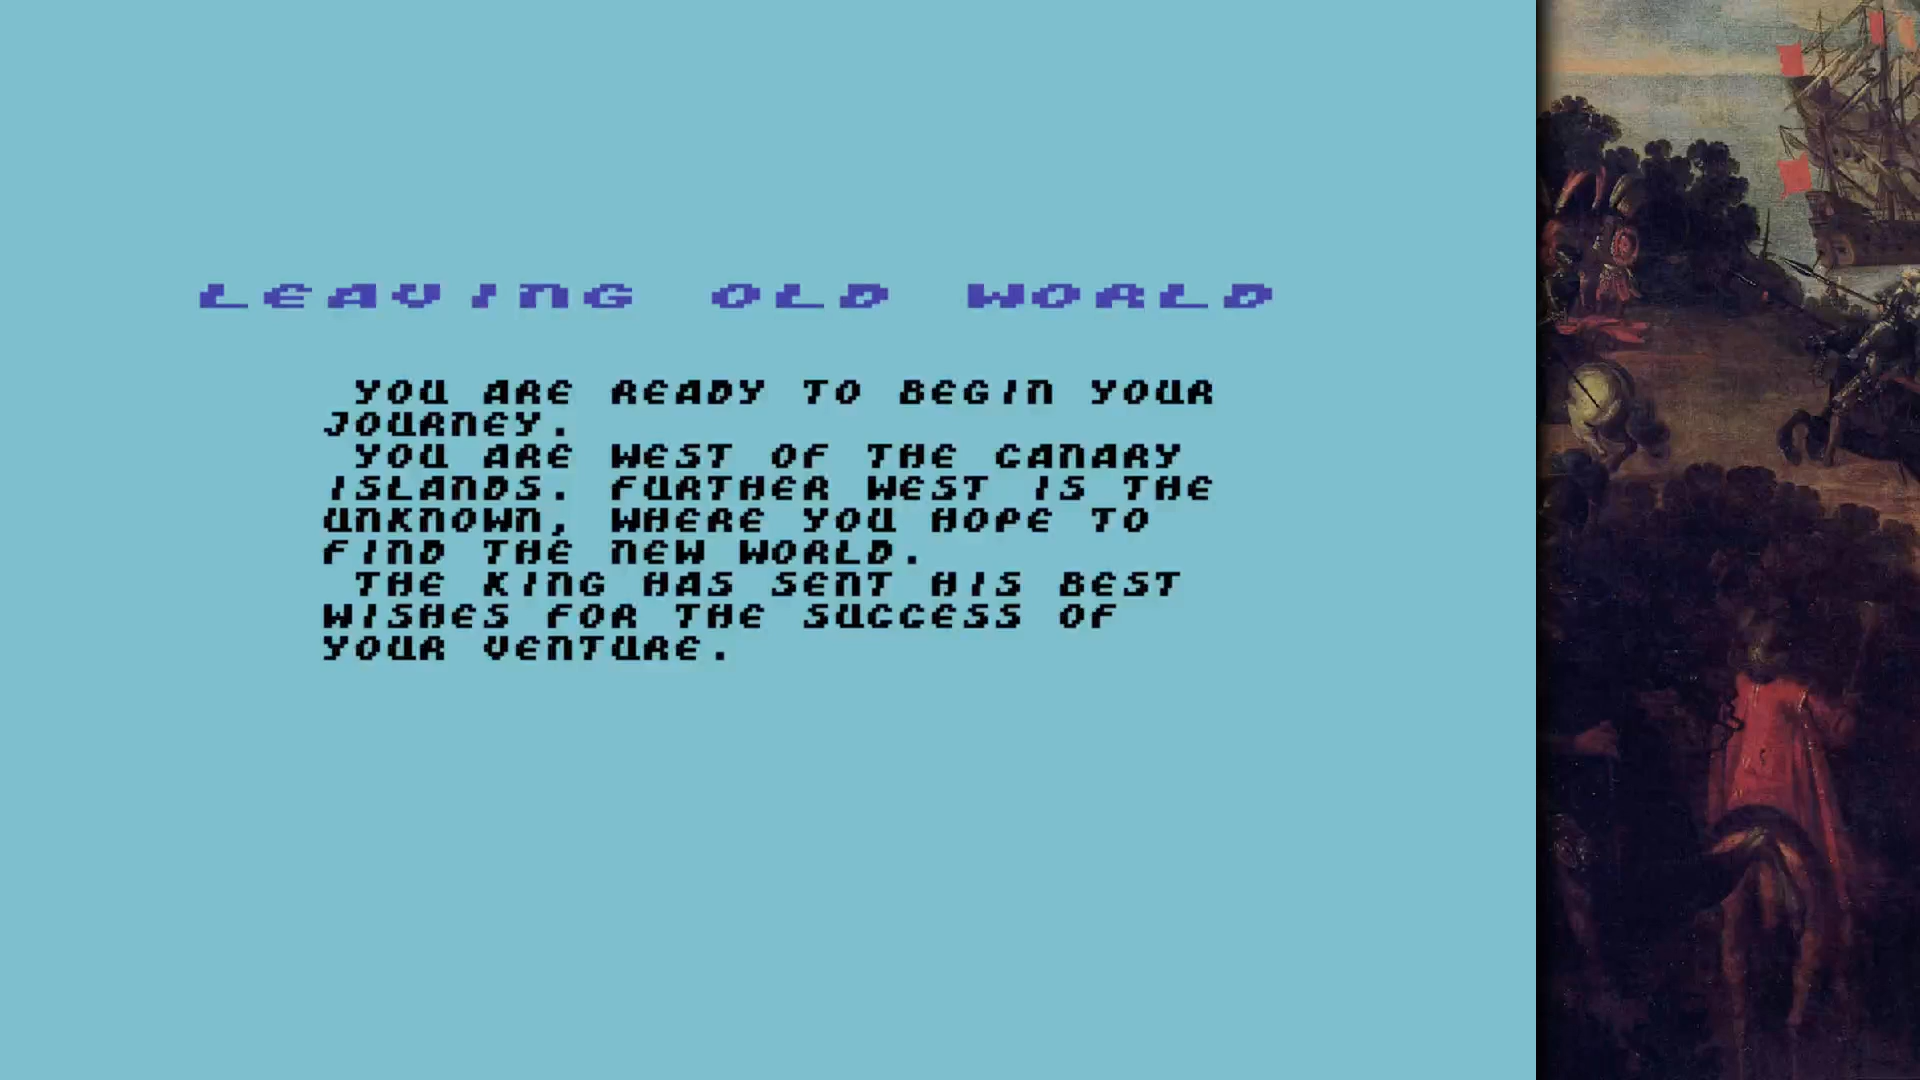 LEAVING OLD WORLD
YOU ARE READY TO BEGIN YOUR
JOURNEY.
YOU ARE WEST OF THE CANARY
ISLANDS. FURTHER WEST IS THE
UNKNOWN, WHERE YOU HOPE TO
FIND THE NEW WORLD.
THE KING HAS SENT HIS BEST
WISHES FOR THE SUCCESS OF
YOUR VENTURE.